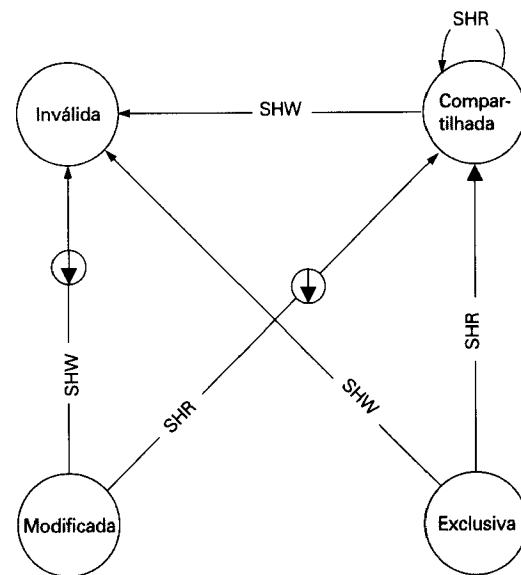 SHR
Inválida
SHW
Compar-
tilhada
SHW
SHR
SHW
SHR
Modificada
Exclusiva